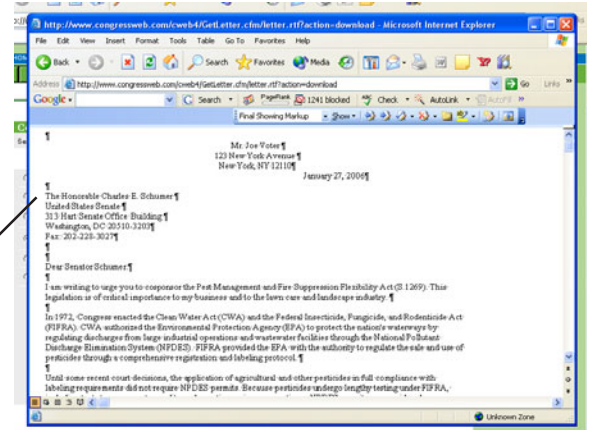 http://www.congressweb.com/cweb4/GetLetter.cfm/letter.rtf?action=download - Microsoft Internet Explorer
File Edit View Insert Format Tools Table Go To Favorites Help
Back Search Favorites Media
Address http://www.congressweb.com/cweb4/GetLetter.cfm/letter.rtf?action=download Go Links »
Google Search PageRank 1241 blocked Check AutoLink AutoFill
Final Showing Markup Show
¶
Mr. Joe Voter¶
123 New York Avenue¶
New York, NY 12110¶
January 27, 2006¶
¶
The Honorable Charles E. Schumer¶
United States Senate¶
313 Hart Senate Office Building¶
Washington, DC 20510-3203¶
Fax: 202-228-3027¶
¶
¶
Dear Senator Schumer:¶
¶
I am writing to urge you to cosponsor the Pest Management and Fire Suppression Flexibility Act (S.1269). This
legislation is of critical importance to my business and to the lawn care and landscape industry. ¶
¶
In 1972, Congress enacted the Clean Water Act (CWA) and the Federal Insecticide, Fungicide, and Rodenticide Act
(FIFRA). CWA authorized the Environmental Protection Agency (EPA) to protect the nation's waterways by
regulating discharges from large industrial operations and wastewater facilities through the National Pollutant
Discharge Elimination System (NPDES). FIFRA provided the EPA with the authority to regulate the sale and use of
pesticides through a comprehensive registration and labeling protocol. ¶
¶
Until some recent court decisions, the application of agricultural and other pesticides in full compliance with
labeling requirements did not require NPDES permits. Because pesticides undergo lengthy testing under FIFRA,
Unknown Zone